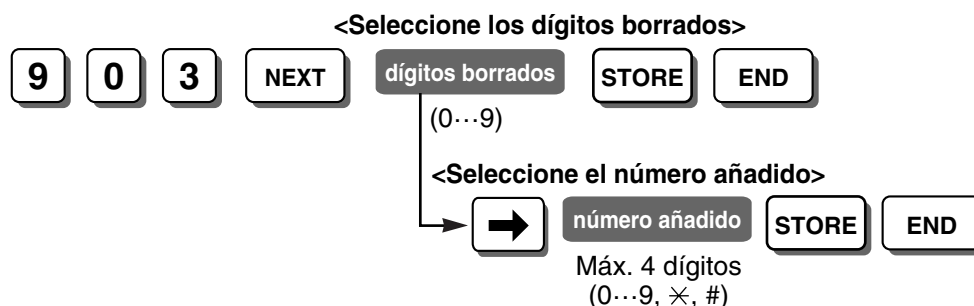 <Seleccione los dígitos borrados>
9 0 3 NEXT dígitos borrados STORE END
(0···9)
<Seleccione el número añadido>
➡ número añadido STORE END
Máx. 4 dígitos
(0···9, ✕, #)